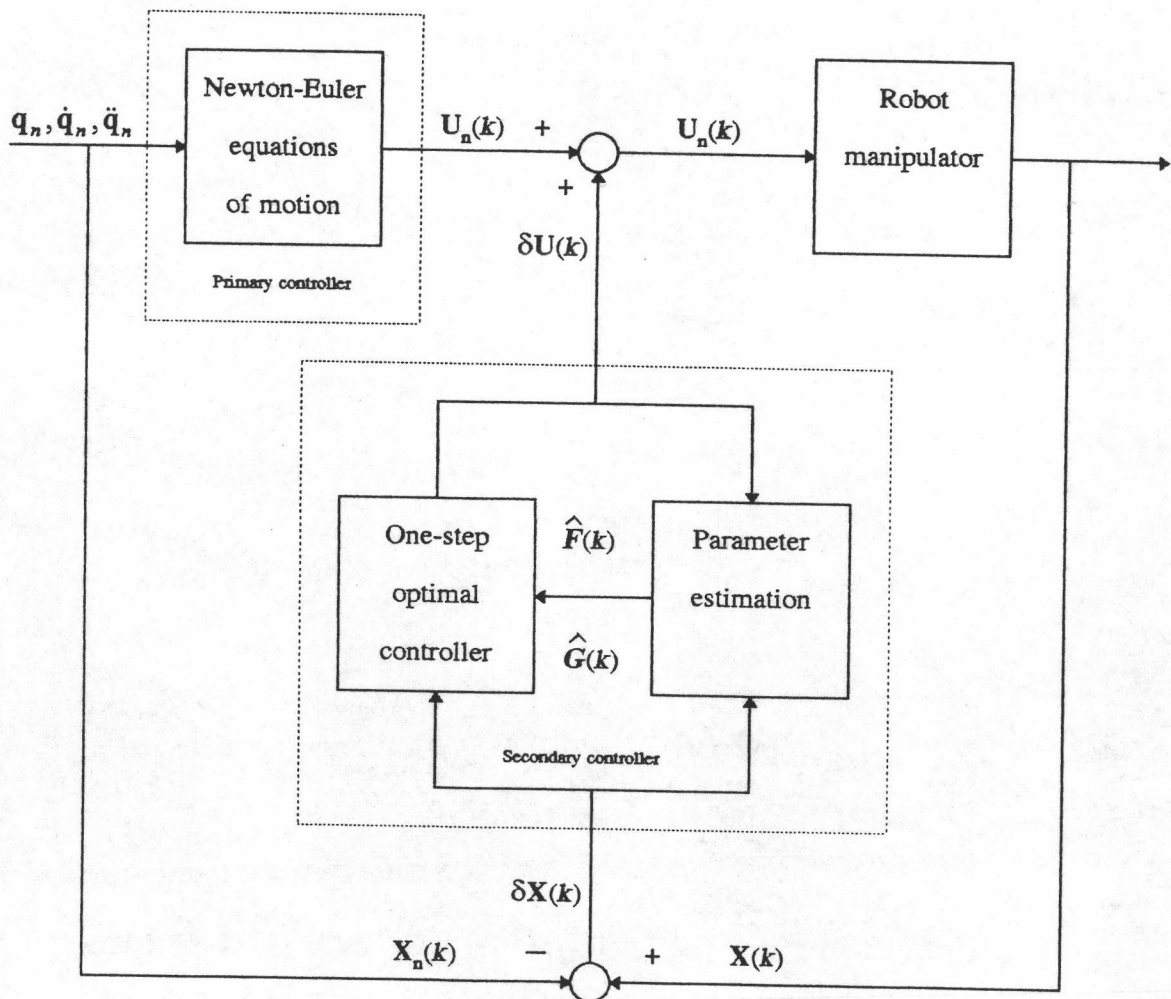 Newton-Euler
equations
of motion
Primary controller
q_n, q̇_n, q̈_n
U_n(k)
+
+
U_n(k)
Robot
manipulator
δU(k)
One-step
optimal
controller
F̂(k)
Ĝ(k)
Parameter
estimation
Secondary controller
δX(k)
X_n(k)
−
+
X(k)